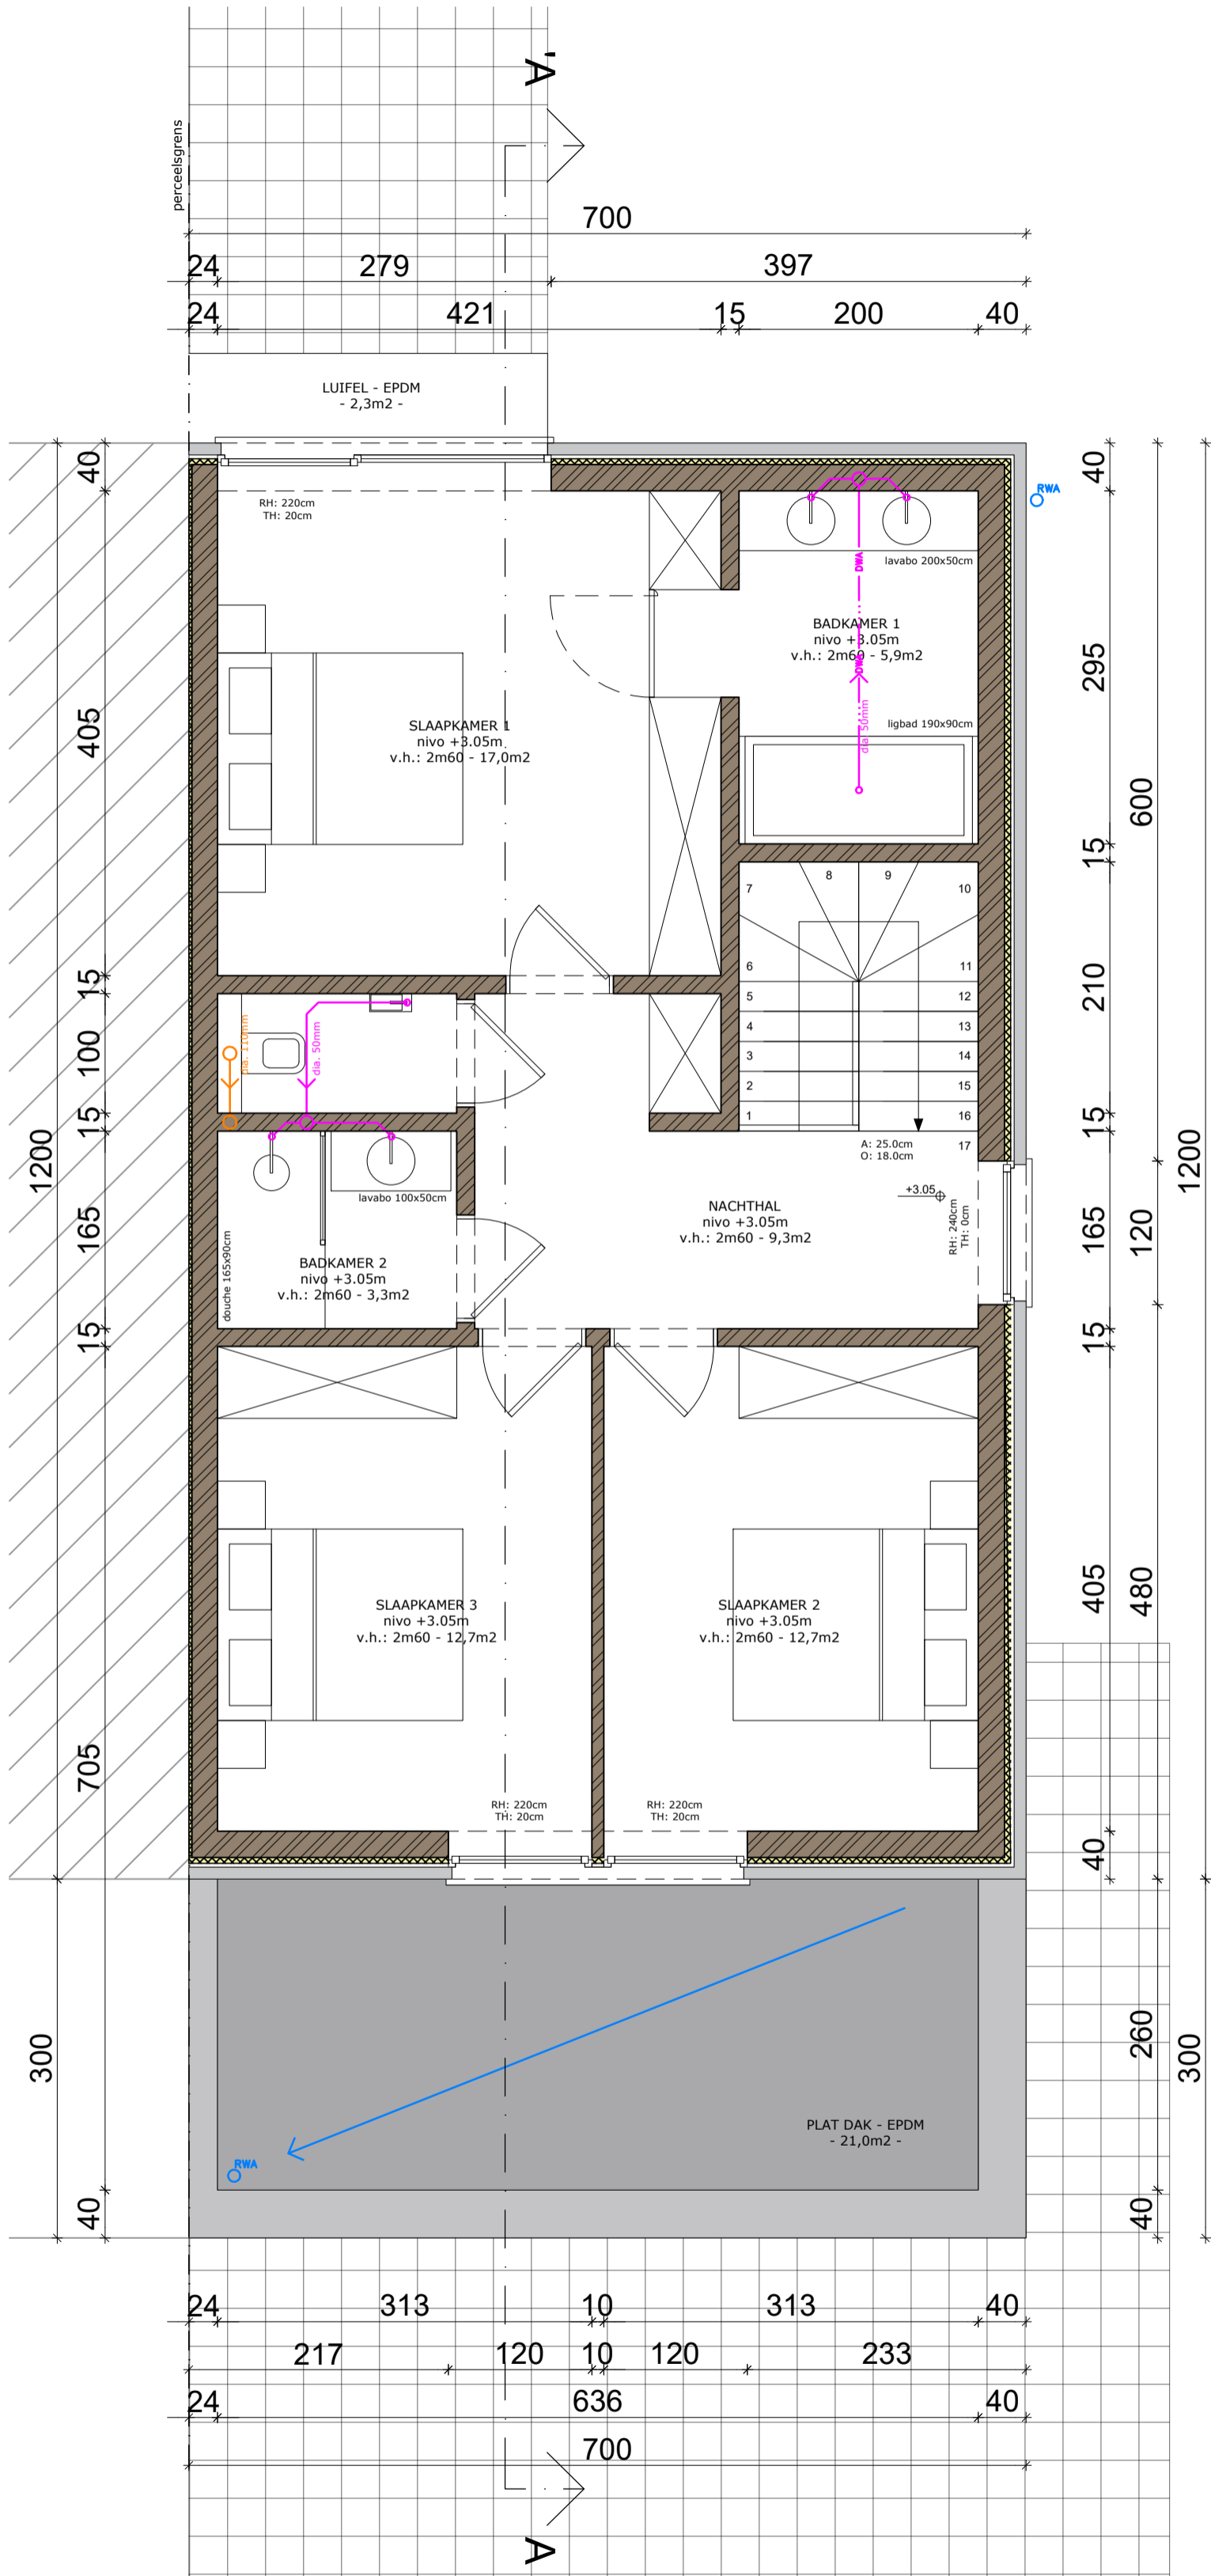 'A
perceelsgrens
700
24
279
397
24
421
15
200
40
LUIFEL - EPDM
- 2,3m2 -
RH: 220cm
TH: 20cm
RWA
DWA
lavabo 200x50cm
BADKAMER 1
nivo +3.05m
v.h.: 2m60 - 5,9m2
DWA
dia. 50mm
ligbad 190x90cm
SLAAPKAMER 1
nivo +3.05m
v.h.: 2m60 - 17,0m2
7
8
9
10
6
11
5
12
4
13
3
14
2
15
1
16
17
A: 25.0cm
O: 18.0cm
+3.05
RH: 240cm
TH: 0cm
dia. 110mm
dia. 50mm
lavabo 100x50cm
douche 165x90cm
BADKAMER 2
nivo +3.05m
v.h.: 2m60 - 3,3m2
NACHTHAL
nivo +3.05m
v.h.: 2m60 - 9,3m2
SLAAPKAMER 3
nivo +3.05m
v.h.: 2m60 - 12,7m2
SLAAPKAMER 2
nivo +3.05m
v.h.: 2m60 - 12,7m2
RH: 220cm
TH: 20cm
RH: 220cm
TH: 20cm
PLAT DAK - EPDM
- 21,0m2 -
RWA
1200
300
40
405
15
100
15
165
15
705
40
40
295
15
210
15
165
15
405
40
600
120
480
260
40
1200
300
24
313
10
313
40
217
120
10
120
233
24
636
40
700
A